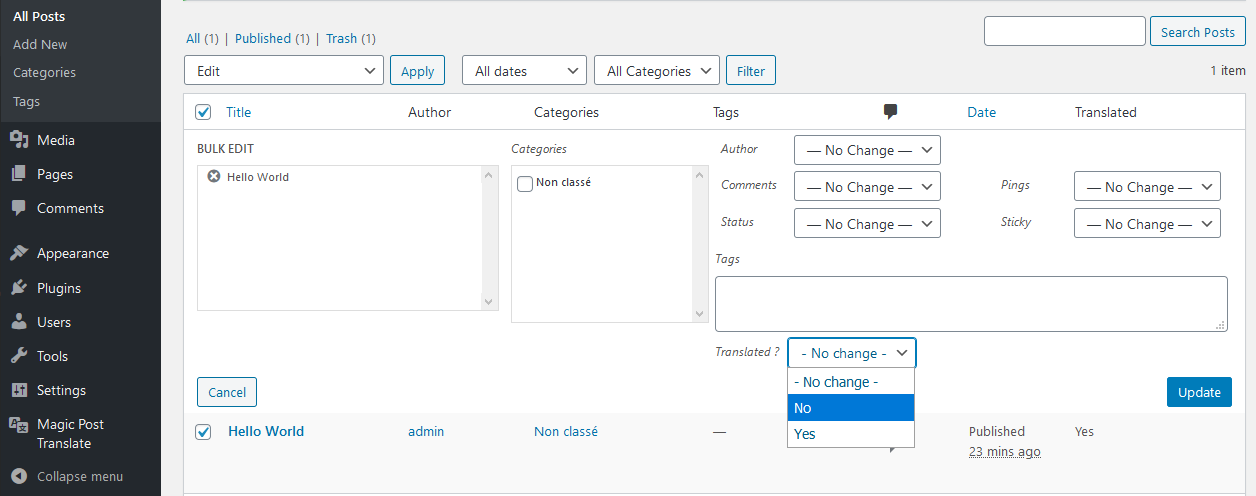 All Posts
Add New
Categories
Tags
Media
Pages
Comments
Appearance
Plugins
Users
Tools
Settings
Magic Post
Translate
Collapse menu
All (1) | Published (1) | Trash (1)
Search Posts
Edit Apply All dates All Categories Filter
1 item
Title Author Categories Tags Date Translated
BULK EDIT
Hello World
Categories
Non classé
Author — No Change —
Comments — No Change — Pings — No Change —
Status — No Change — Sticky — No Change —
Tags
Translated ? - No change -
- No change -
No
Yes
Cancel Update
Hello World admin Non classé — Published Yes
23 mins ago